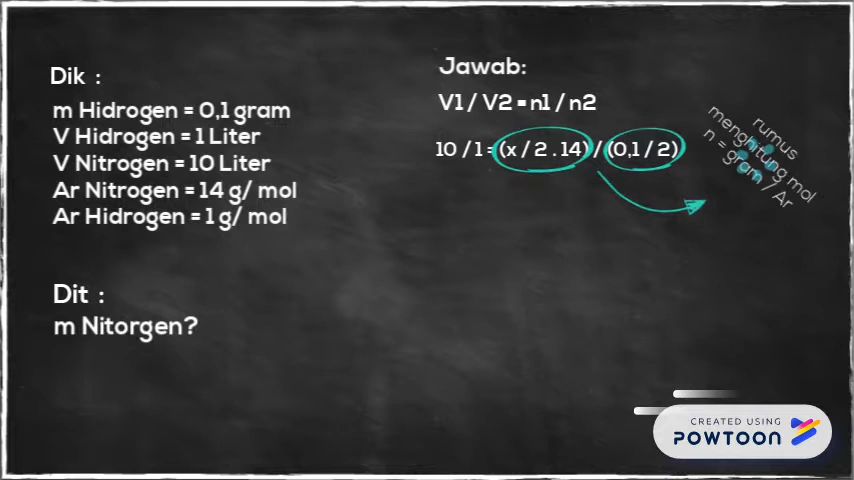 Dik :
m Hidrogen = 0,1 gram
V Hidrogen = 1 Liter
V Nitrogen = 10 Liter
Ar Nitrogen = 14 g/ mol
Ar Hidrogen = 1 g/ mol
Dit :
m Nitorgen?
Jawab:
V1 / V2 = n1 / n2
10 / 1 = (x / 2 . 14) / (0,1 / 2)
rumus
menghitung mol
n = gram / Ar
CREATED USING
POWTOON